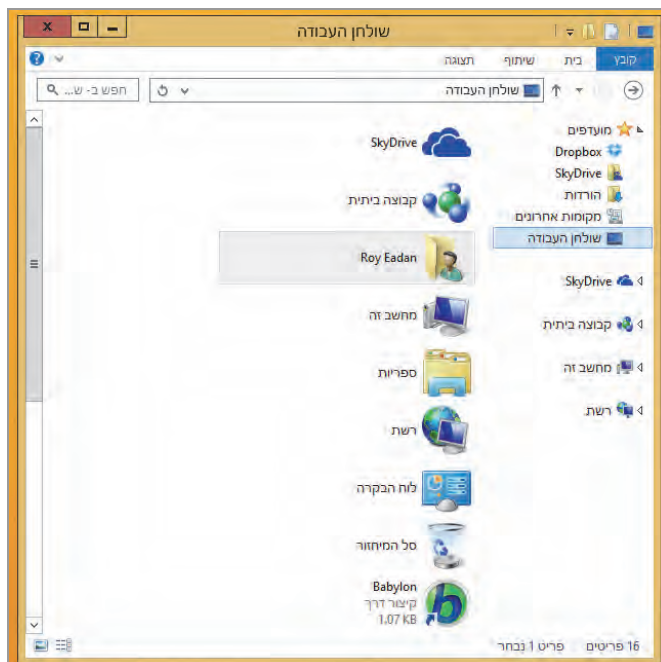 שולחן העבודה
קובץ
בית
שיתוף
תצוגה
שולחן העבודה
חפש ב- ש...
מועדפים
Dropbox
SkyDrive
הורדות
מקומות אחרונים
שולחן העבודה
SkyDrive
קבוצה ביתית
מחשב זה
רשת
SkyDrive
קבוצה ביתית
Roy Eadan
מחשב זה
ספריות
רשת
לוח הבקרה
סל המיחזור
Babylon
קיצור דרך
1.07 KB
16 פריטים
פריט 1 נבחר